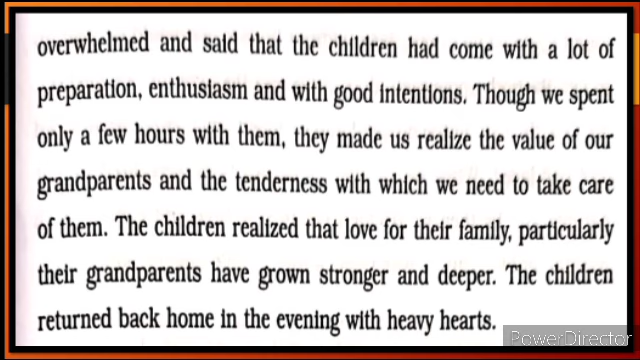 overwhelmed and said that the children had come with a lot of
preparation, enthusiasm and with good intentions. Though we spent
only a few hours with them, they made us realize the value of our
grandparents and the tenderness with which we need to take care
of them. The children realized that love for their family, particularly
their grandparents have grown stronger and deeper. The children
returned back home in the evening with heavy hearts.
PowerDirector